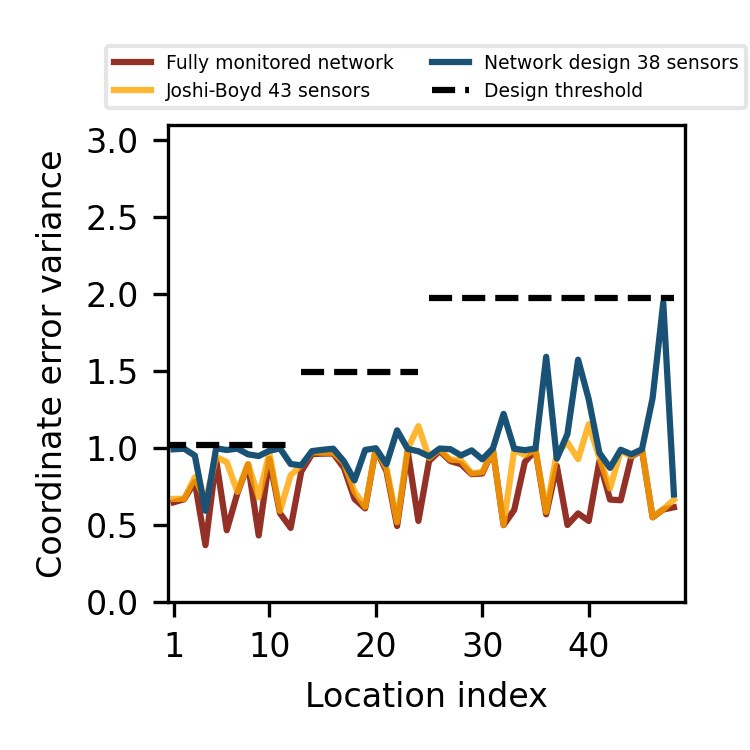 Fully monitored network
Network design 38 sensors
Joshi-Boyd 43 sensors
Design threshold
3.0
2.5
2.0
1.5
1.0
0.5
0.0
Coordinate error variance
1 10 20 30 40
Location index